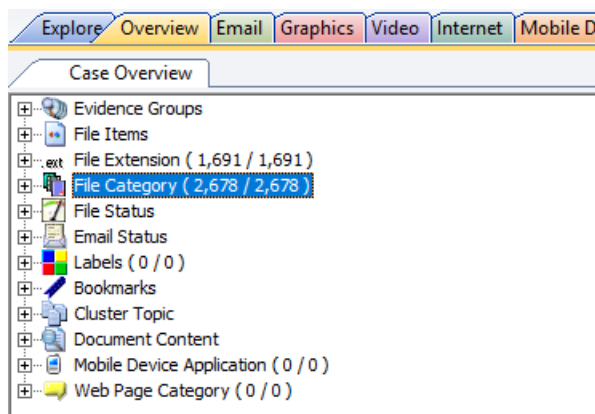 Explore Overview Email Graphics Video Internet Mobile D
Case Overview
Evidence Groups
File Items
.ext File Extension ( 1,691 / 1,691 )
File Category ( 2,678 / 2,678 )
File Status
Email Status
Labels ( 0 / 0 )
Bookmarks
Cluster Topic
Document Content
Mobile Device Application ( 0 / 0 )
Web Page Category ( 0 / 0 )